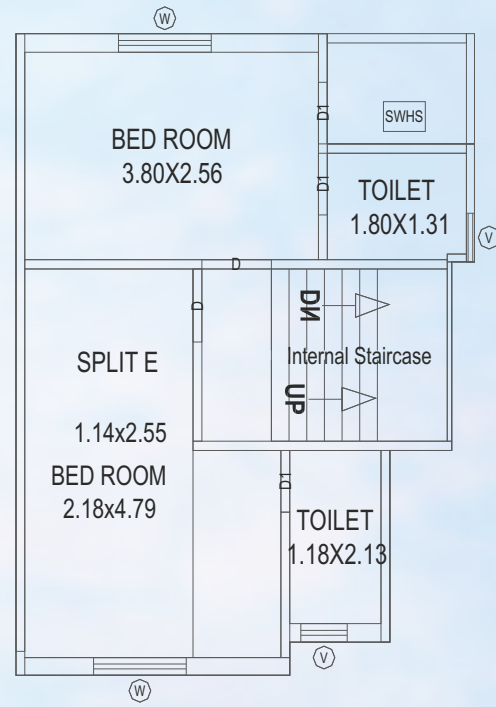 W
D1
SWHS
BED ROOM
3.80X2.56
D1
TOILET
1.80X1.31
V
D
D
DN
SPLIT E
Internal Staircase
UP
1.14x2.55
BED ROOM
2.18x4.79
D1
TOILET
1.18X2.13
V
W